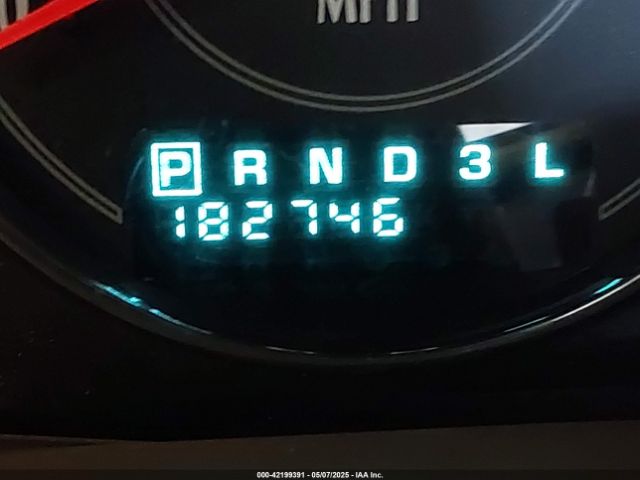 MPH
P R N D 3 L
182746
000-42199391 - 05/07/2025 - IAA Inc.